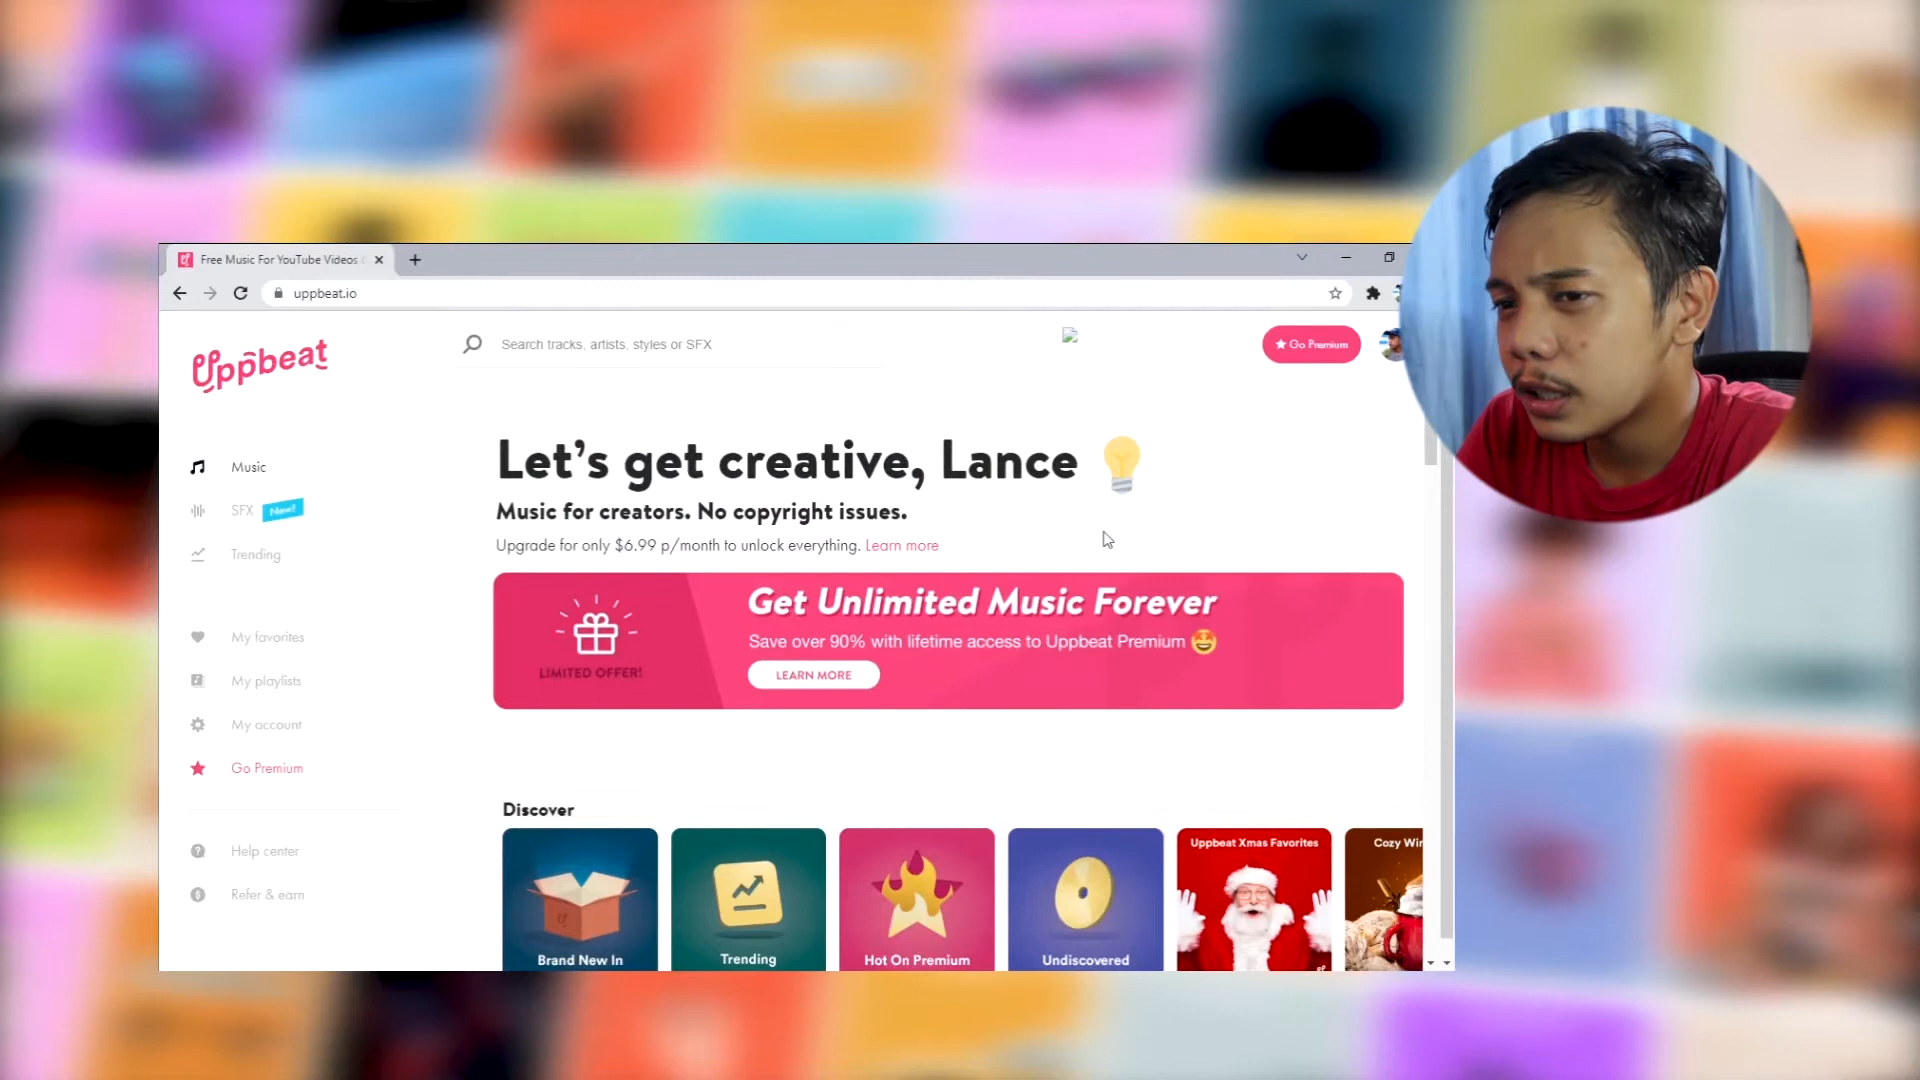 Free Music For YouTube Videos
uppbeat.io
Uppbeat
Search tracks, artists, styles or SFX
Go Premium
Music
SFX New!
Trending
My favorites
My playlists
My account
Go Premium
Help center
Refer & earn
Let's get creative, Lance
Music for creators. No copyright issues.
Upgrade for only $6.99 p/month to unlock everything. Learn more
LIMITED OFFER!
Get Unlimited Music Forever
Save over 90% with lifetime access to Uppbeat Premium
LEARN MORE
Discover
Brand New In
Trending
Hot On Premium
Undiscovered
Uppbeat Xmas Favorites
Cozy